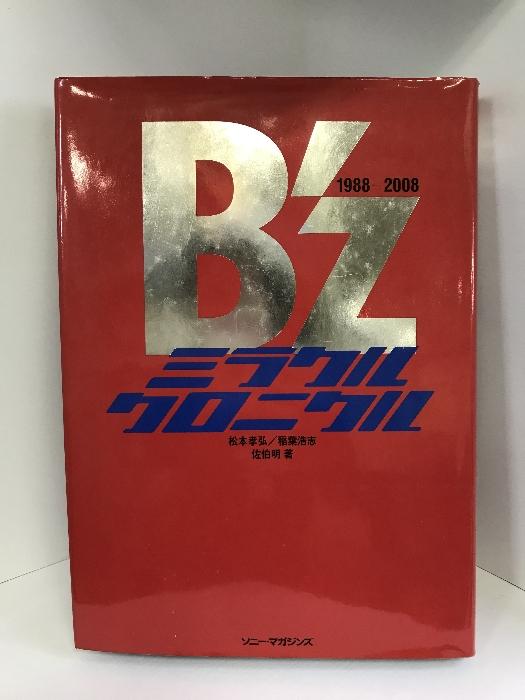 B'z
1988-2008
ミラクル
クロニクル
松本孝弘/稲葉浩志
佐伯明 著
ソニー・マガジンズ